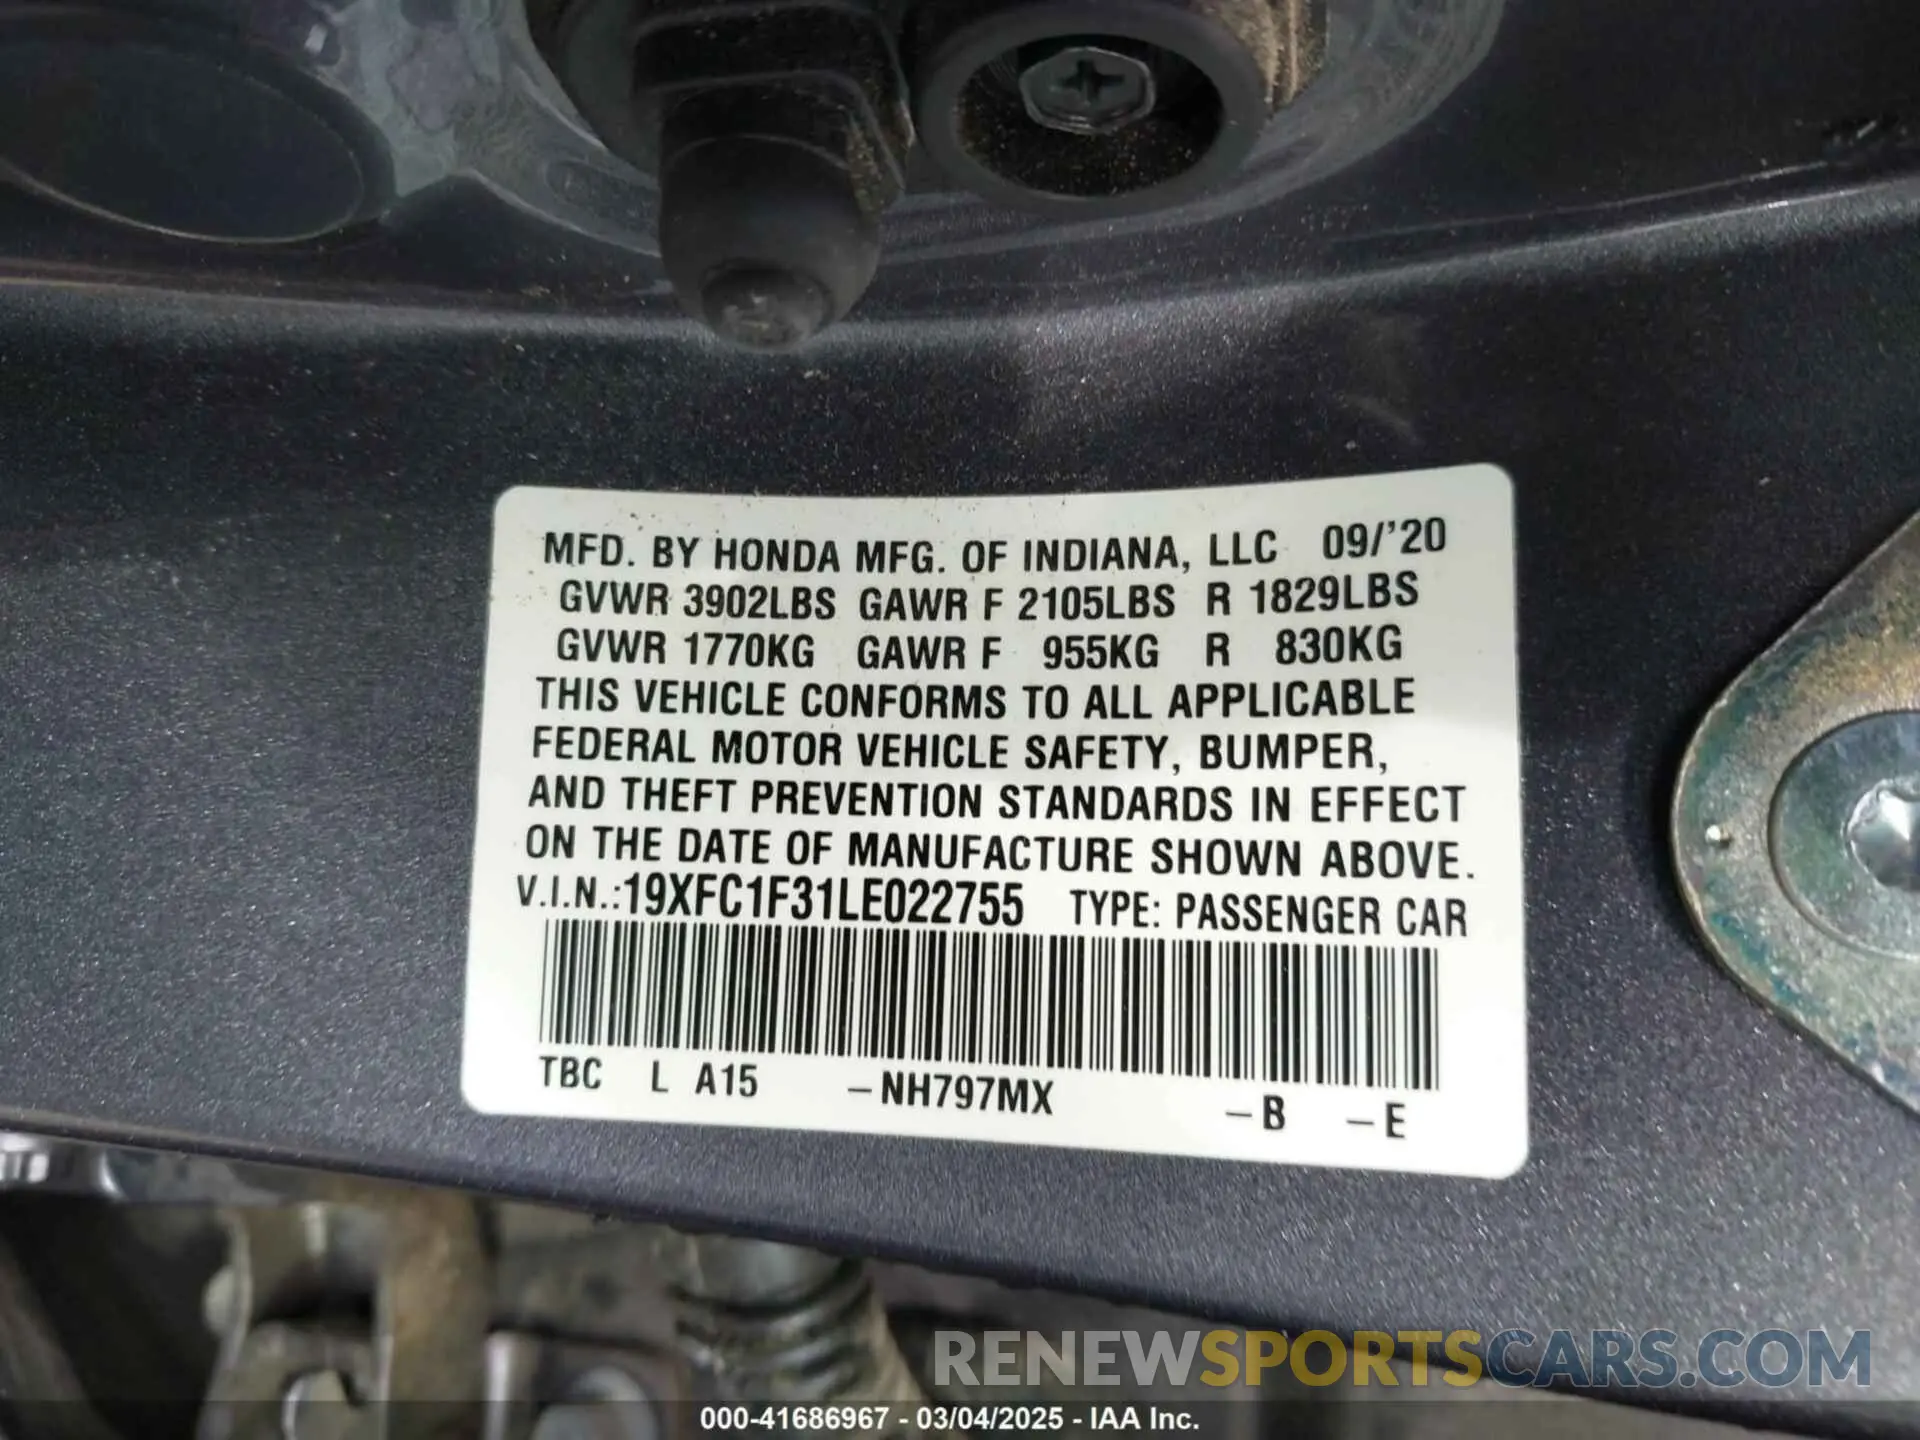 MFD. BY HONDA MFG. OF INDIANA, LLC 09/'20
GVWR 3902LBS GAWR F 2105LBS R 1829LBS
GVWR 1770KG GAWR F 955KG R 830KG
THIS VEHICLE CONFORMS TO ALL APPLICABLE
FEDERAL MOTOR VEHICLE SAFETY, BUMPER,
AND THEFT PREVENTION STANDARDS IN EFFECT
ON THE DATE OF MANUFACTURE SHOWN ABOVE.
V.I.N.:19XFC1F31LE022755 TYPE: PASSENGER CAR
TBC L A15 –NH797MX –B –E
RENEWSPORTSCARS.COM
000-41686967 - 03/04/2025 - IAA Inc.